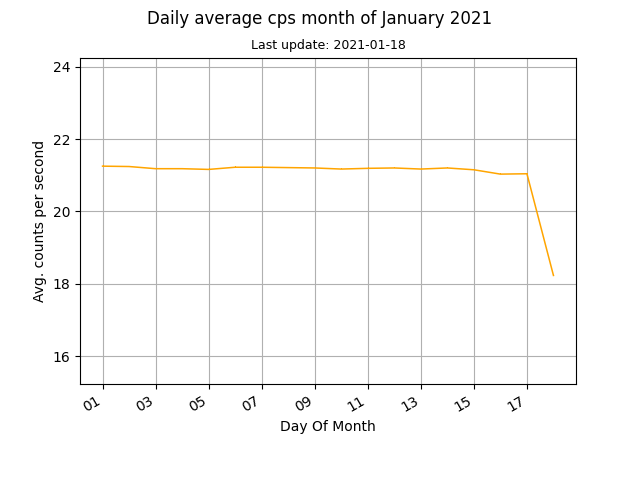 Daily average cps month of January 2021
Last update: 2021-01-18
24
22
20
18
16
Avg. counts per second
01 03 05 07 09 11 13 15 17
Day Of Month